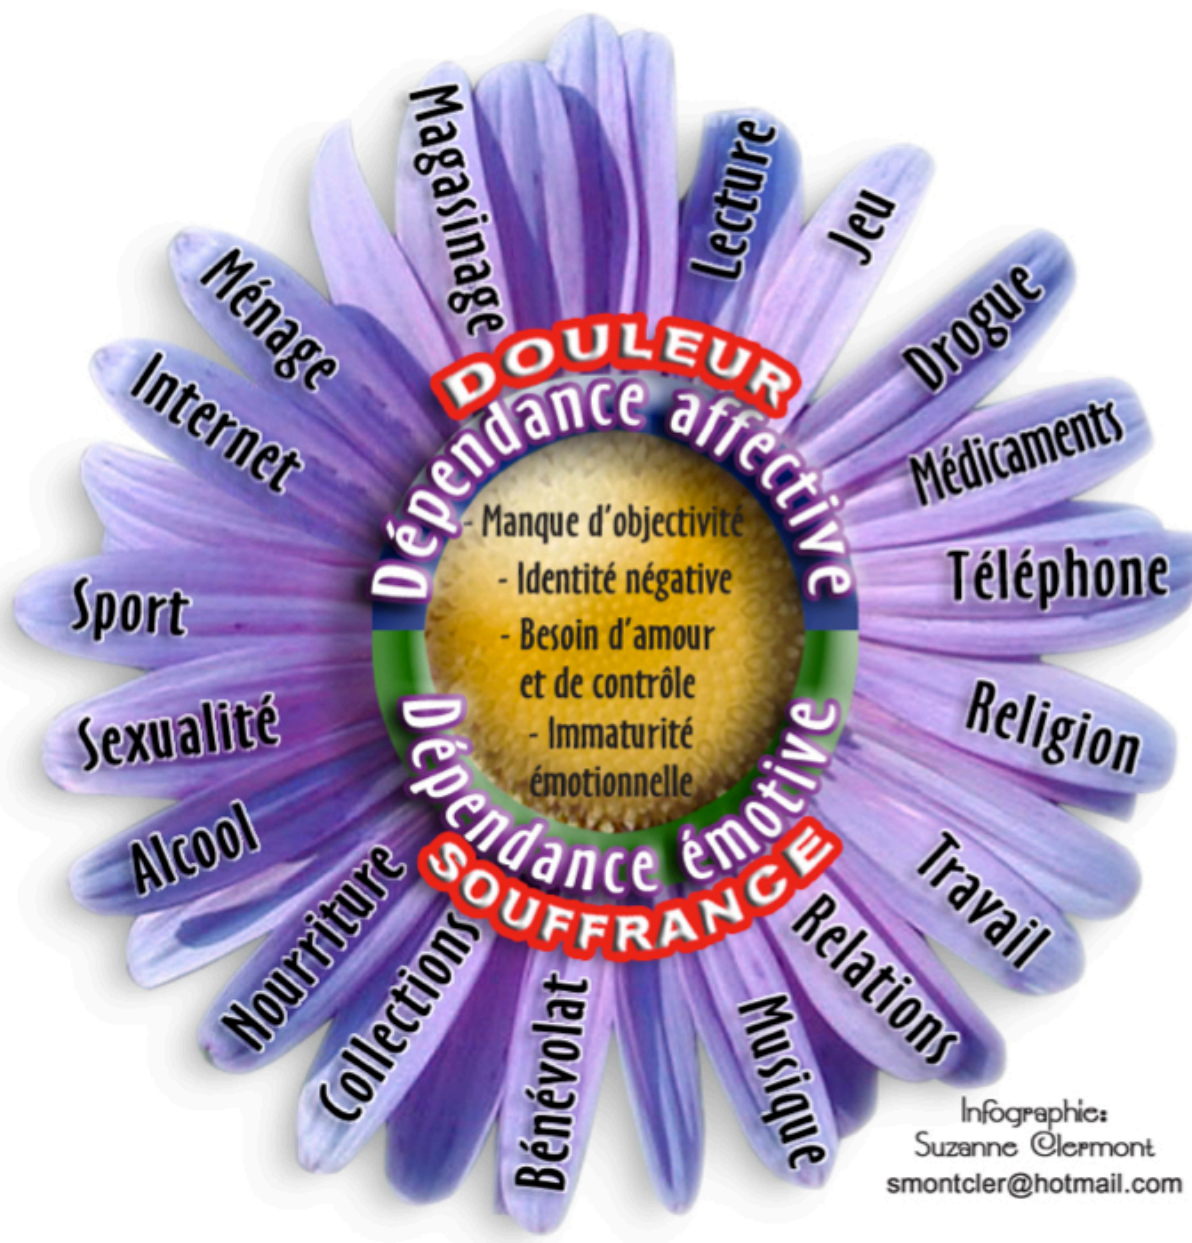 Magasinage
Lecture
Jeu
Drogue
Médicaments
Téléphone
Religion
Travail
Relations
Musique
Bénévolat
Collections
Nourriture
Alcool
Sexualité
Sport
Internet
Ménage
DOULEUR
Dépendance affective
- Manque d'objectivité
- Identité négative
- Besoin d'amour
et de contrôle
- Immaturité
émotionnelle
Dépendance émotive
SOUFFRANCE
Infographie:
Suzanne Clermont
smontcler@hotmail.com